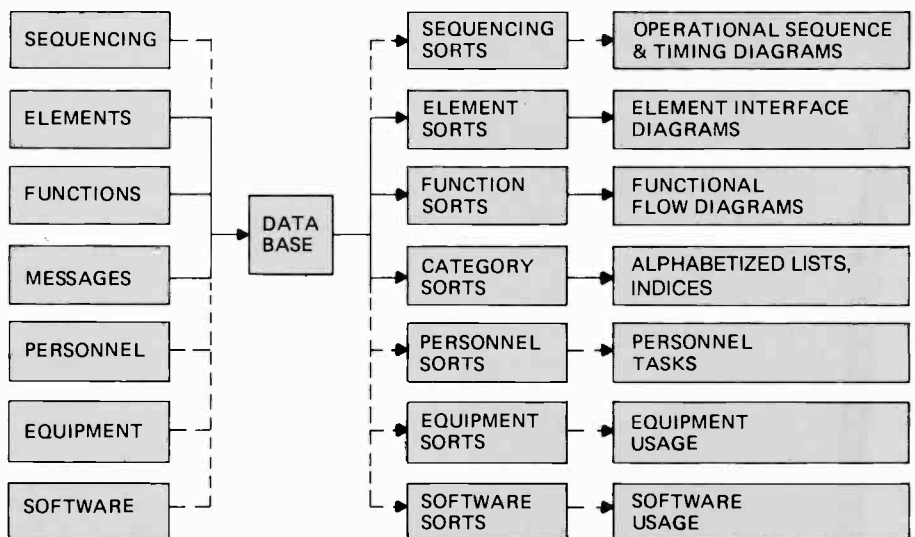 SEQUENCING
ELEMENTS
FUNCTIONS
MESSAGES
PERSONNEL
EQUIPMENT
SOFTWARE
DATA
BASE
SEQUENCING
SORTS
ELEMENT
SORTS
FUNCTION
SORTS
CATEGORY
SORTS
PERSONNEL
SORTS
EQUIPMENT
SORTS
SOFTWARE
SORTS
OPERATIONAL SEQUENCE
& TIMING DIAGRAMS
ELEMENT INTERFACE
DIAGRAMS
FUNCTIONAL
FLOW DIAGRAMS
ALPHABETIZED LISTS,
INDICES
PERSONNEL
TASKS
EQUIPMENT
USAGE
SOFTWARE
USAGE